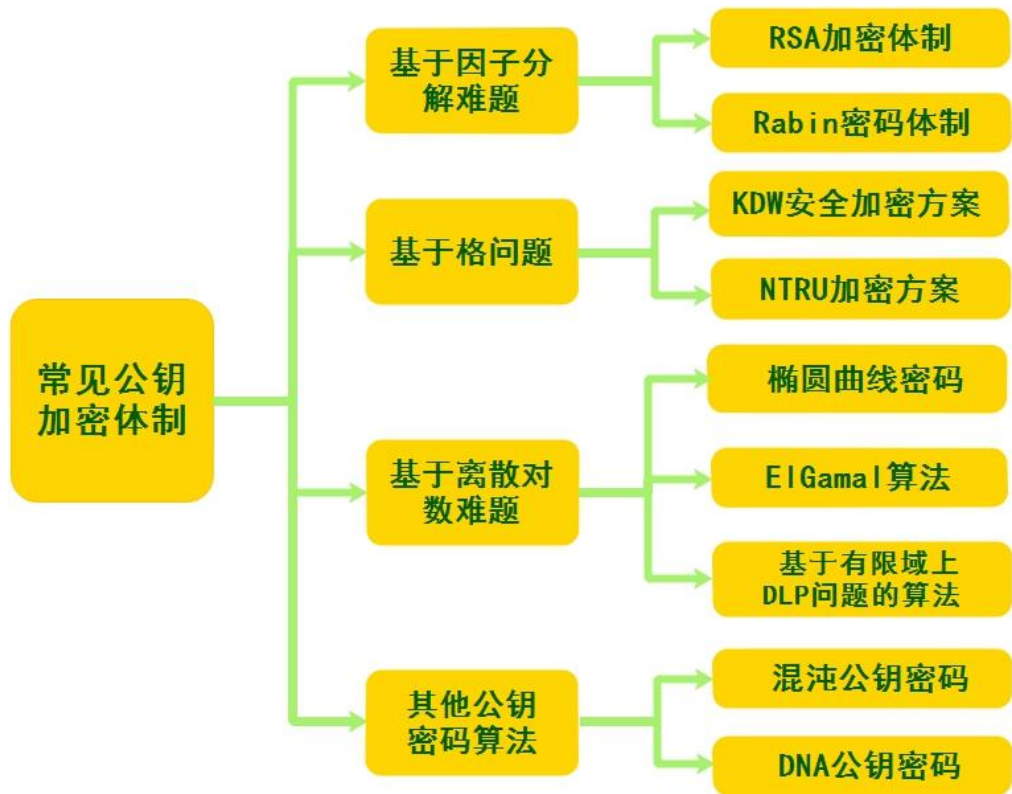 常见公钥
加密体制
基于因子分
解难题
RSA加密体制
Rabin密码体制
基于格问题
KDW安全加密方案
NTRU加密方案
基于离散对
数难题
椭圆曲线密码
ElGamal算法
基于有限域上
DLP问题的算法
其他公钥
密码算法
混沌公钥密码
DNA公钥密码